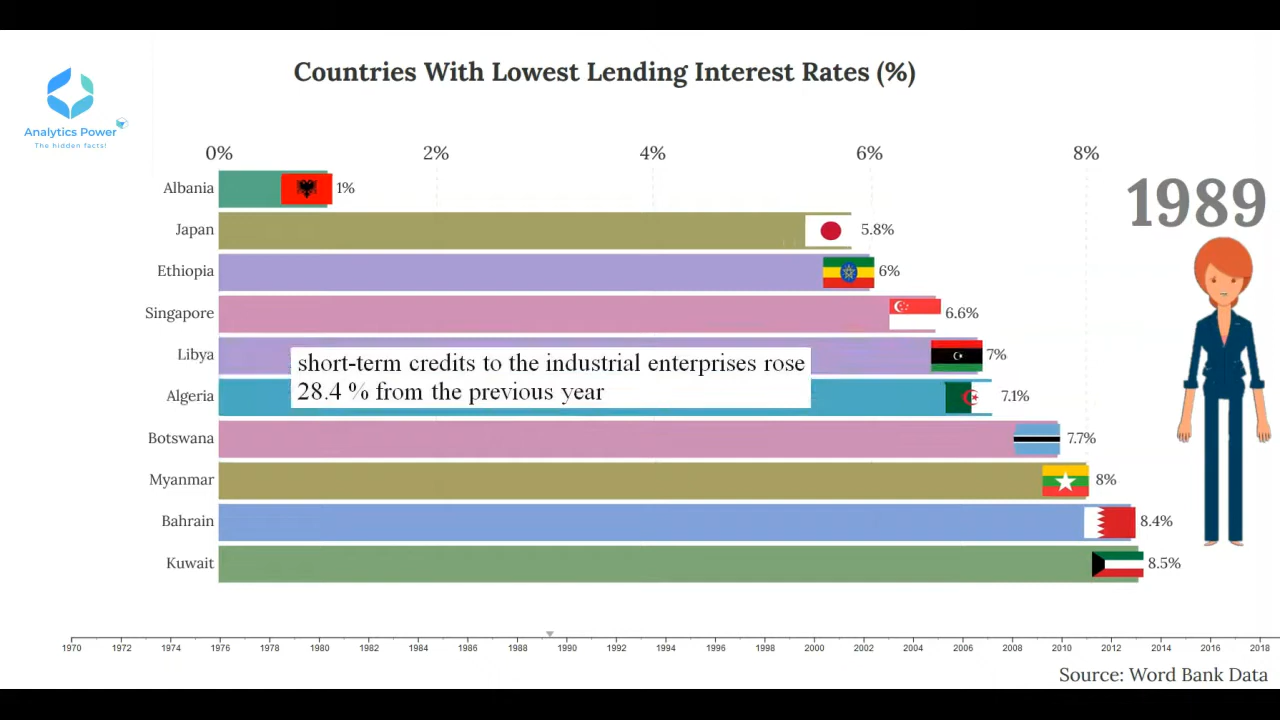 Countries With Lowest Lending Interest Rates (%)
Analytics Power
The hidden facts!
0% 2% 4% 6% 8%
1989
Albania 1%
Japan 5.8%
Ethiopia 6%
Singapore 6.6%
Libya 7%
short-term credits to the industrial enterprises rose
28.4 % from the previous year
Algeria 7.1%
Botswana 7.7%
Myanmar 8%
Bahrain 8.4%
Kuwait 8.5%
1970 1972 1974 1976 1978 1980 1982 1984 1986 1988 1990 1992 1994 1996 1998 2000 2002 2004 2006 2008 2010 2012 2014 2016 2018
Source: Word Bank Data